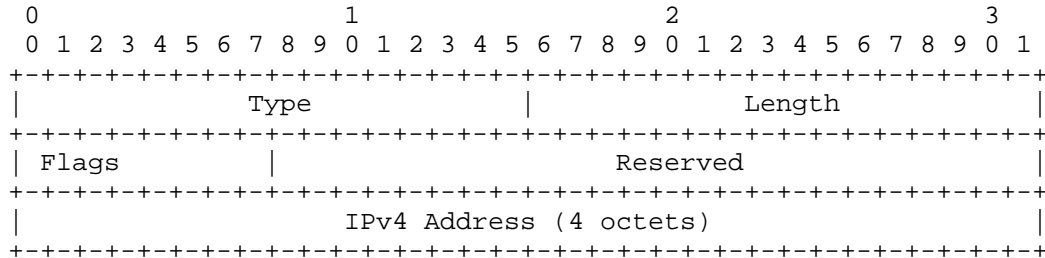 0                   1                   2                   3
 0 1 2 3 4 5 6 7 8 9 0 1 2 3 4 5 6 7 8 9 0 1 2 3 4 5 6 7 8 9 0 1
+-+-+-+-+-+-+-+-+-+-+-+-+-+-+-+-+-+-+-+-+-+-+-+-+-+-+-+-+-+-+-+-+
|              Type             |             Length            |
+-+-+-+-+-+-+-+-+-+-+-+-+-+-+-+-+-+-+-+-+-+-+-+-+-+-+-+-+-+-+-+-+
| Flags         |                     Reserved                  |
+-+-+-+-+-+-+-+-+-+-+-+-+-+-+-+-+-+-+-+-+-+-+-+-+-+-+-+-+-+-+-+-+
|                    IPv4 Address (4 octets)                    |
+-+-+-+-+-+-+-+-+-+-+-+-+-+-+-+-+-+-+-+-+-+-+-+-+-+-+-+-+-+-+-+-+